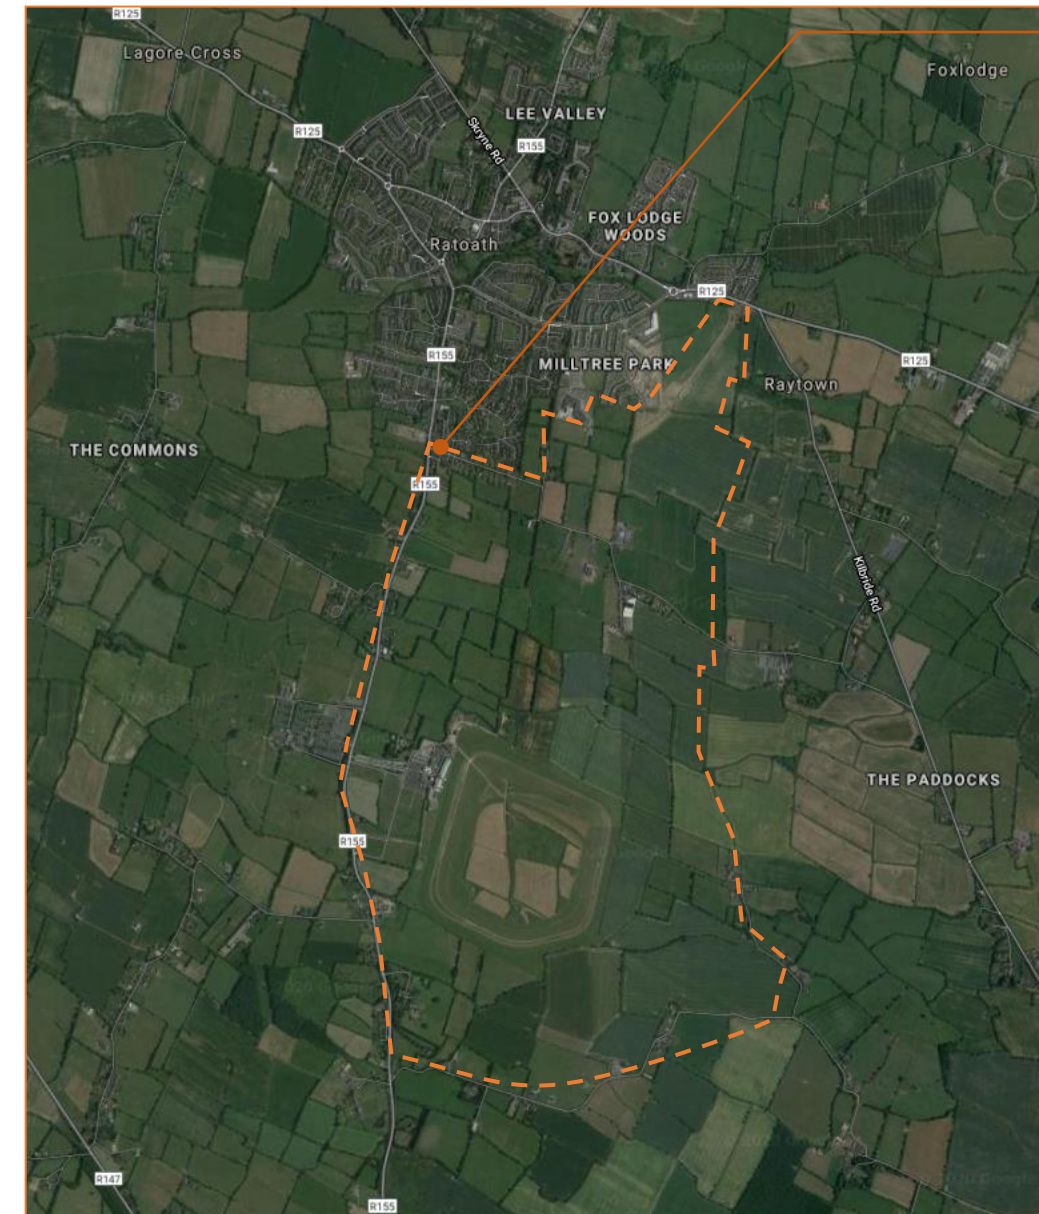 R125
Lagore Cross
Foxlodge
LEE VALLEY
Skryne Rd
R125
R155
FOX LODGE
WOODS
Ratoath
R125
R155
MILLTREE PARK
R125
Raytown
THE COMMONS
R155
Kilbride Rd
THE PADDOCKS
R155
R147
R155